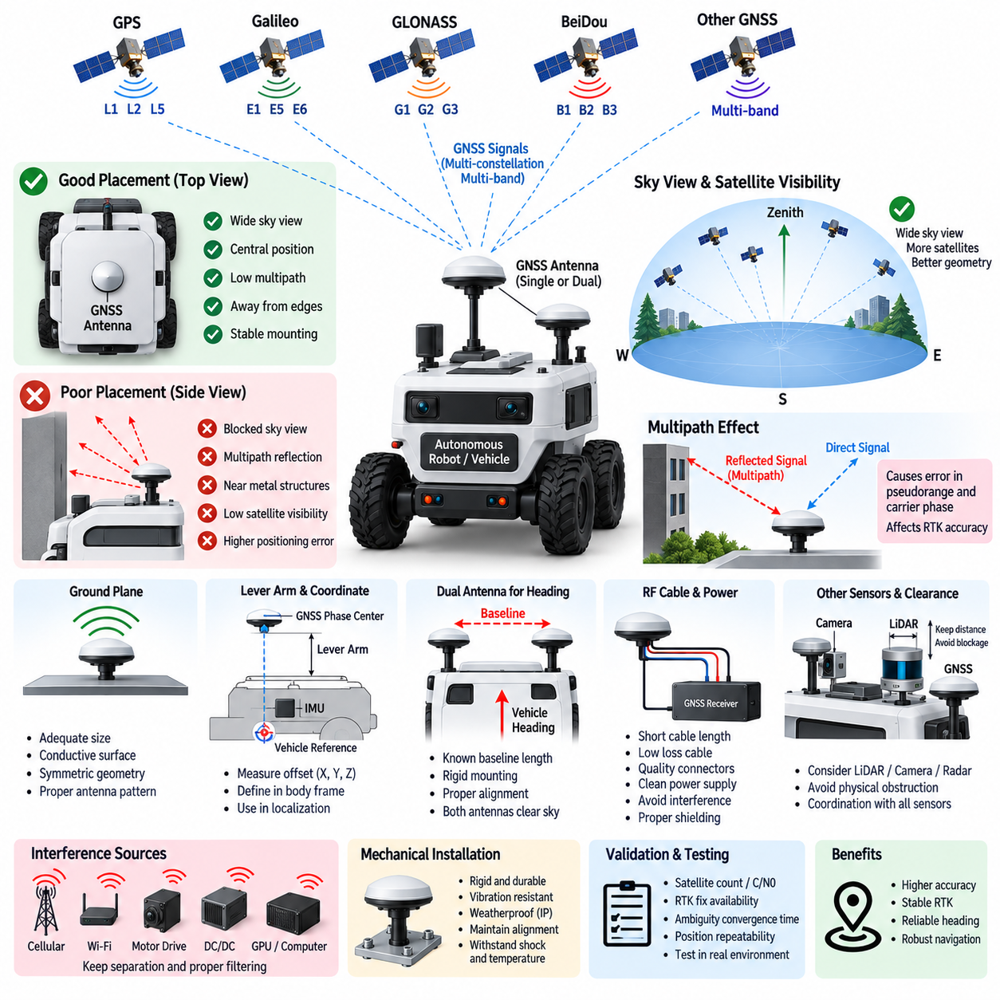 GPS
Galileo
GLONASS
BeiDou
Other GNSS
L1 L2 L5
E1 E5 E6
G1 G2 G3
B1 B2 B3
Multi-band
GNSS Signals
(Multi-constellation
Multi-band)
Good Placement (Top View)
Wide sky view
Central position
Low multipath
Away from edges
Stable mounting
GNSS
Antenna
GNSS Antenna
(Single or Dual)
Autonomous
Robot / Vehicle
Sky View & Satellite Visibility
Zenith
W
E
S
Wide sky view
More satellites
Better geometry
Poor Placement (Side View)
Blocked sky view
Multipath reflection
Near metal structures
Low satellite visibility
Higher positioning error
Multipath Effect
Reflected Signal
(Multipath)
Direct Signal
Causes error in
pseudorange and
carrier phase
Affects RTK accuracy
Ground Plane
• Adequate size
• Conductive surface
• Symmetric geometry
• Proper antenna pattern
Lever Arm & Coordinate
GNSS Phase Center
Lever Arm
IMU
Vehicle Reference
• Measure offset (X, Y, Z)
• Define in body frame
• Use in localization
Dual Antenna for Heading
Baseline
Vehicle
Heading
• Known baseline length
• Rigid mounting
• Proper alignment
• Both antennas clear sky
RF Cable & Power
GNSS Receiver
• Short cable length
• Low loss cable
• Quality connectors
• Clean power supply
• Avoid interference
• Proper shielding
Other Sensors & Clearance
Camera
LiDAR
Keep distance
Avoid blockage
GNSS
• Consider LiDAR / Camera / Radar
• Avoid physical obstruction
• Coordination with all sensors
Interference Sources
Cellular
Wi-Fi
Motor Drive
DC/DC
GPU / Computer
Keep separation and proper filtering
Mechanical Installation
• Rigid and durable
• Vibration resistant
• Weatherproof (IP)
• Maintain alignment
• Withstand shock
and temperature
Validation & Testing
• Satellite count / C/N0
• RTK fix availability
• Ambiguity convergence time
• Position repeatability
• Test in real environment
Benefits
• Higher accuracy
• Stable RTK
• Reliable heading
• Robust navigation